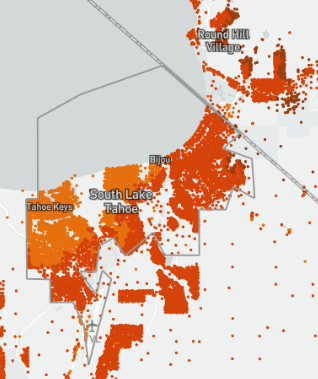 Round Hill
Village
Bijou
South Lake
Tahoe
Tahoe Keys